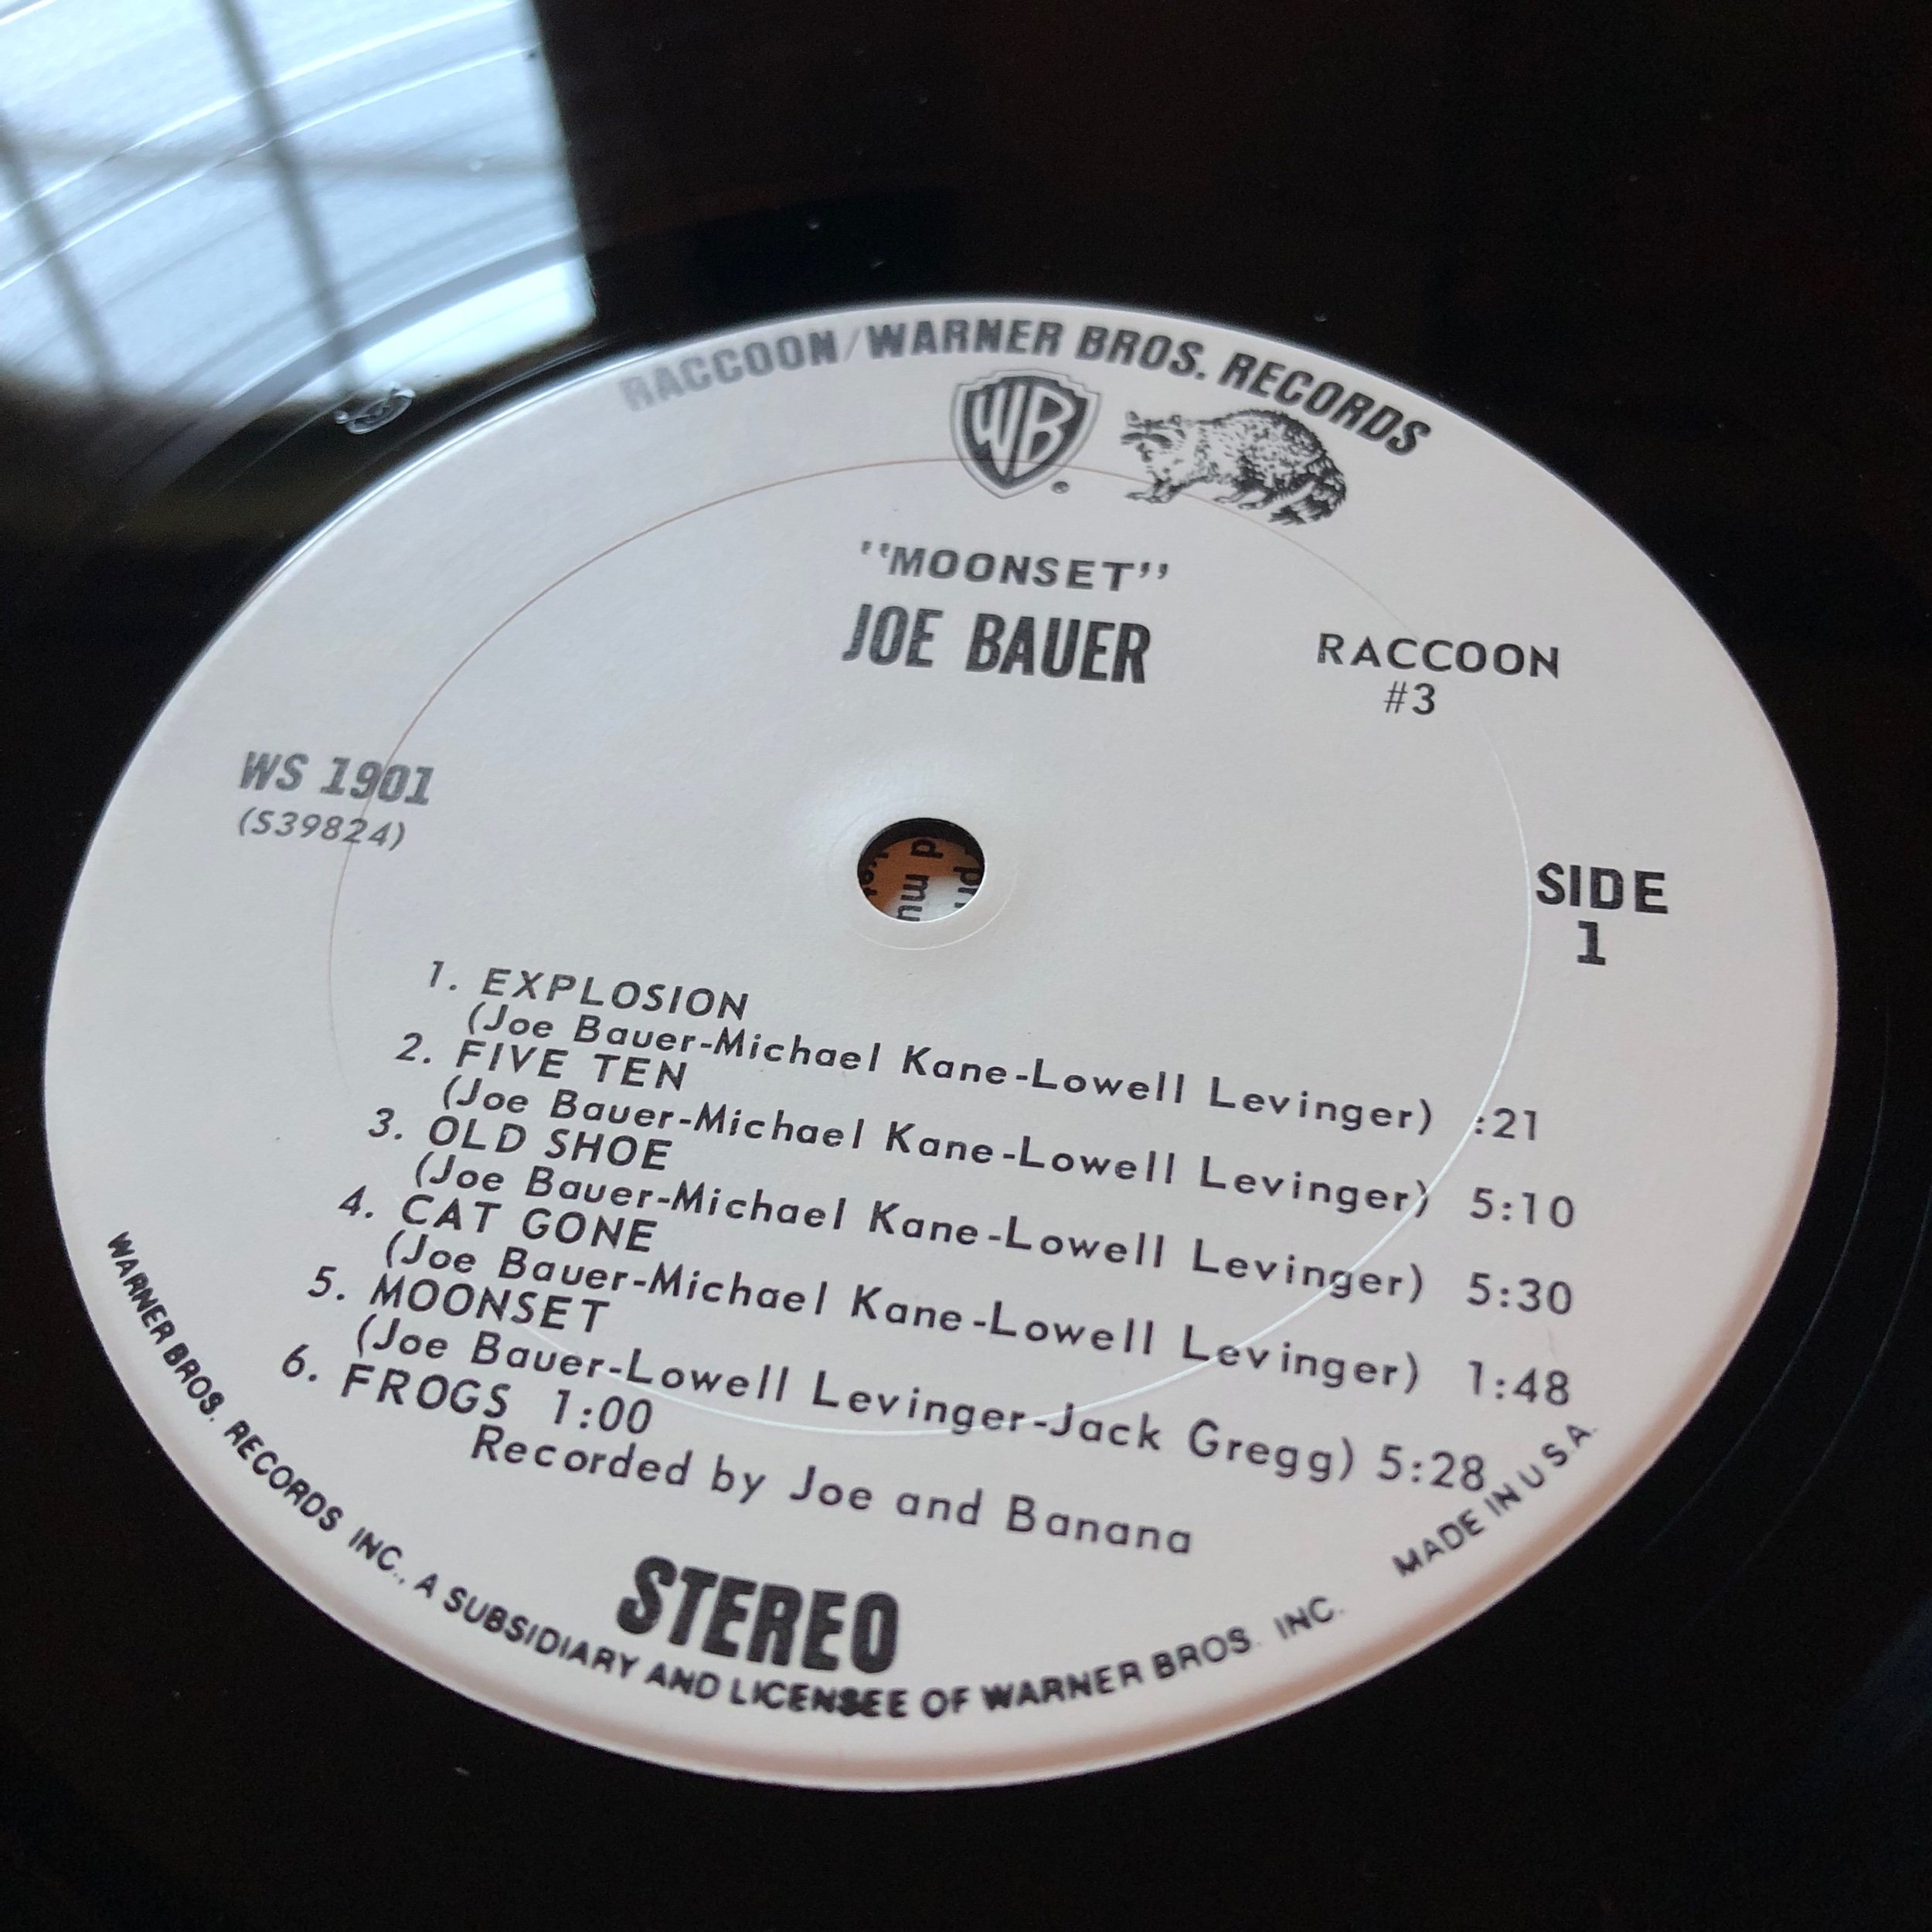 RACCOON/WARNER BROS. RECORDS
WB
"MOONSET"
JOE BAUER
RACCOON
#3
WS 1901
(S39824)
SIDE
1
1. EXPLOSION
(Joe Bauer-Michael Kane-Lowell Levinger) :21
2. FIVE TEN
(Joe Bauer-Michael Kane-Lowell Levinger) 5:10
3. OLD SHOE
(Joe Bauer-Michael Kane-Lowell Levinger) 5:30
4. CAT GONE
(Joe Bauer-Michael Kane-Lowell Levinger) 1:48
5. MOONSET
(Joe Bauer-Lowell Levinger-Jack Gregg) 5:28
6. FROGS 1:00
Recorded by Joe and Banana
STEREO
WARNER BROS. RECORDS INC., A SUBSIDIARY AND LICENSEE OF WARNER BROS. INC. MADE IN U.S.A.